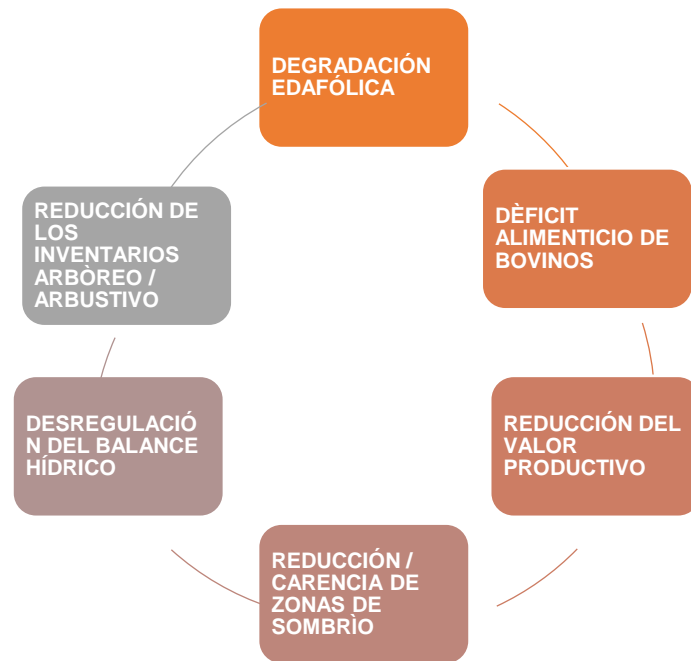 DEGRADACIÓN
EDAFÓLICA
DÈFICIT
ALIMENTICIO DE
BOVINOS
REDUCCIÓN DEL
VALOR
PRODUCTIVO
REDUCCIÓN /
CARENCIA DE
ZONAS DE
SOMBRÌO
DESREGULACIÓ
N DEL BALANCE
HÍDRICO
REDUCCIÓN DE
LOS
INVENTARIOS
ARBÒREO /
ARBUSTIVO